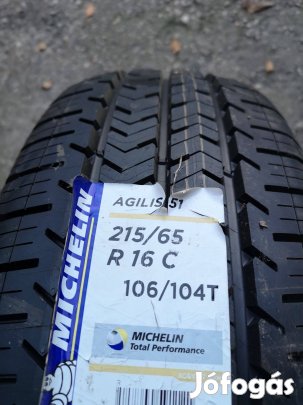 AGILIS 51
215/65
R 16 C
106/104T
MICHELIN
MICHELIN
Total Performance
Jófogás